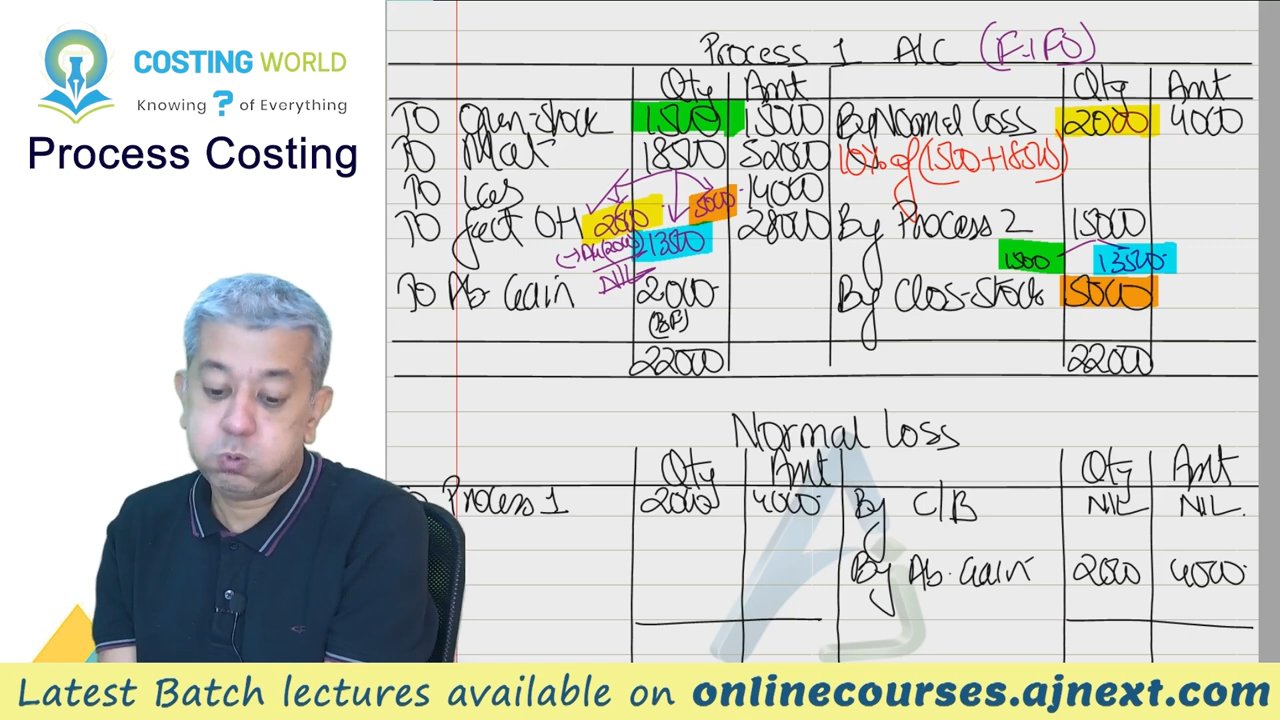 COSTING WORLD
Knowing ? of Everything
Process Costing
Process 1 A/C (FIFO)
Qty Amt Qty Amt
To Open-stock 1500 15000 By Normal Loss 2000 4000
To Mat 18500 52800 10% of (1500+18500)
To Lab 14000
2000 5000
To fact OH 28000 By Process 2 15000
13500 1500 13500
NIL
To Ab. Gain 2000 By Clos-stock 5000
(BF)
22000 22000
Normal Loss
Qty Amt Qty Amt
Process 1 2000 4000 By C/B NIL NIL.
By Ab. Gain 2000 4000
Latest Batch lectures available on onlinecourses.ajnext.com